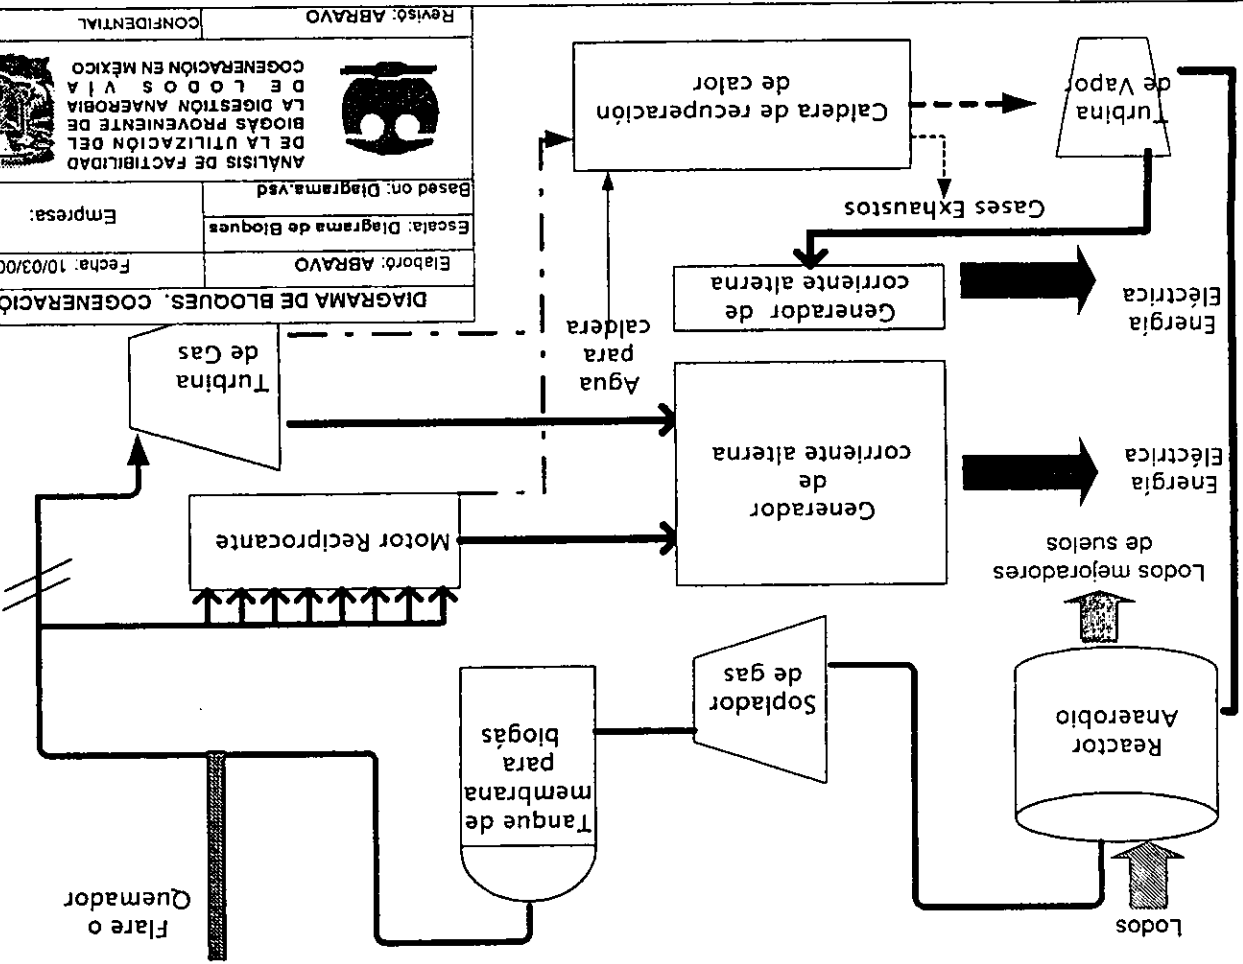 Lodos
Flare o
Quemador
Reactor
Anaerobio
Soplador
de gas
Tanque de
membrana
para
biogás
Lodos mejoradores
de suelos
Motor Reciprocante
Generador
de
corriente alterna
Energía
Eléctrica
Turbina
de Gas
Agua
para
caldera
Generador de
corriente alterna
Energía
Eléctrica
Gases Exhaustos
Caldera de recuperación
de calor
Turbina
de Vapor
DIAGRAMA DE BLOQUES. COGENERACIÓ
Elaboró: ABRAVO
Fecha: 10/03/00
Escala: Diagrama de Bloques
Based on: Diagrama.vsd
Empresa:
ANÁLISIS DE FACTIBILIDAD
DE LA UTILIZACIÓN DEL
BIOGÁS PROVENIENTE DE
LA DIGESTIÓN ANAEROBIA
DE LODOS VÍA
COGENERACIÓN EN MÉXICO
Revisó: ABRAVO
CONFIDENTIAL